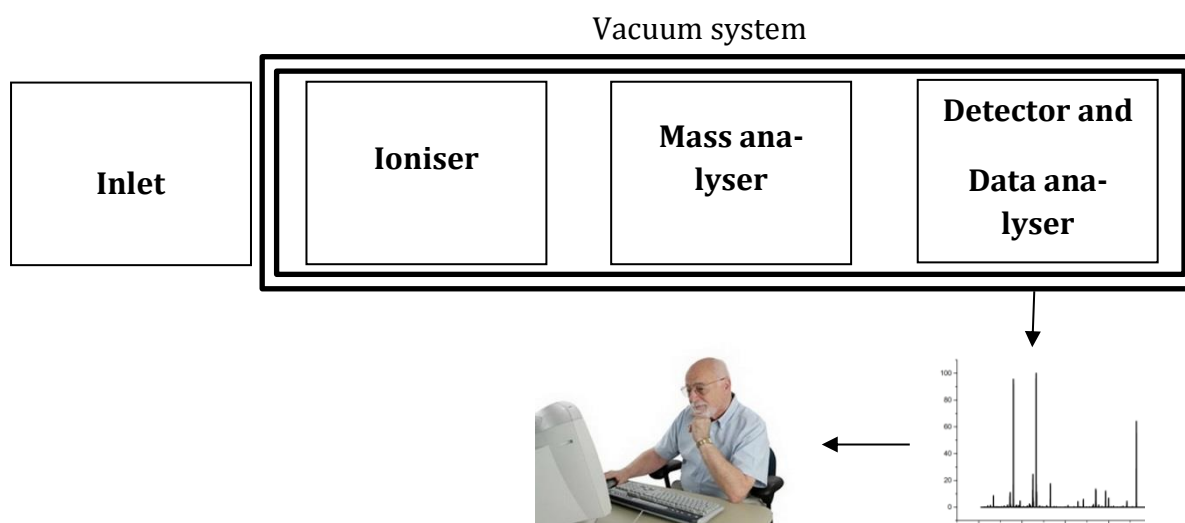 Vacuum system
Inlet
Ioniser
Mass ana-
lyser
Detector and
Data ana-
lyser
100
80
60
40
20
0